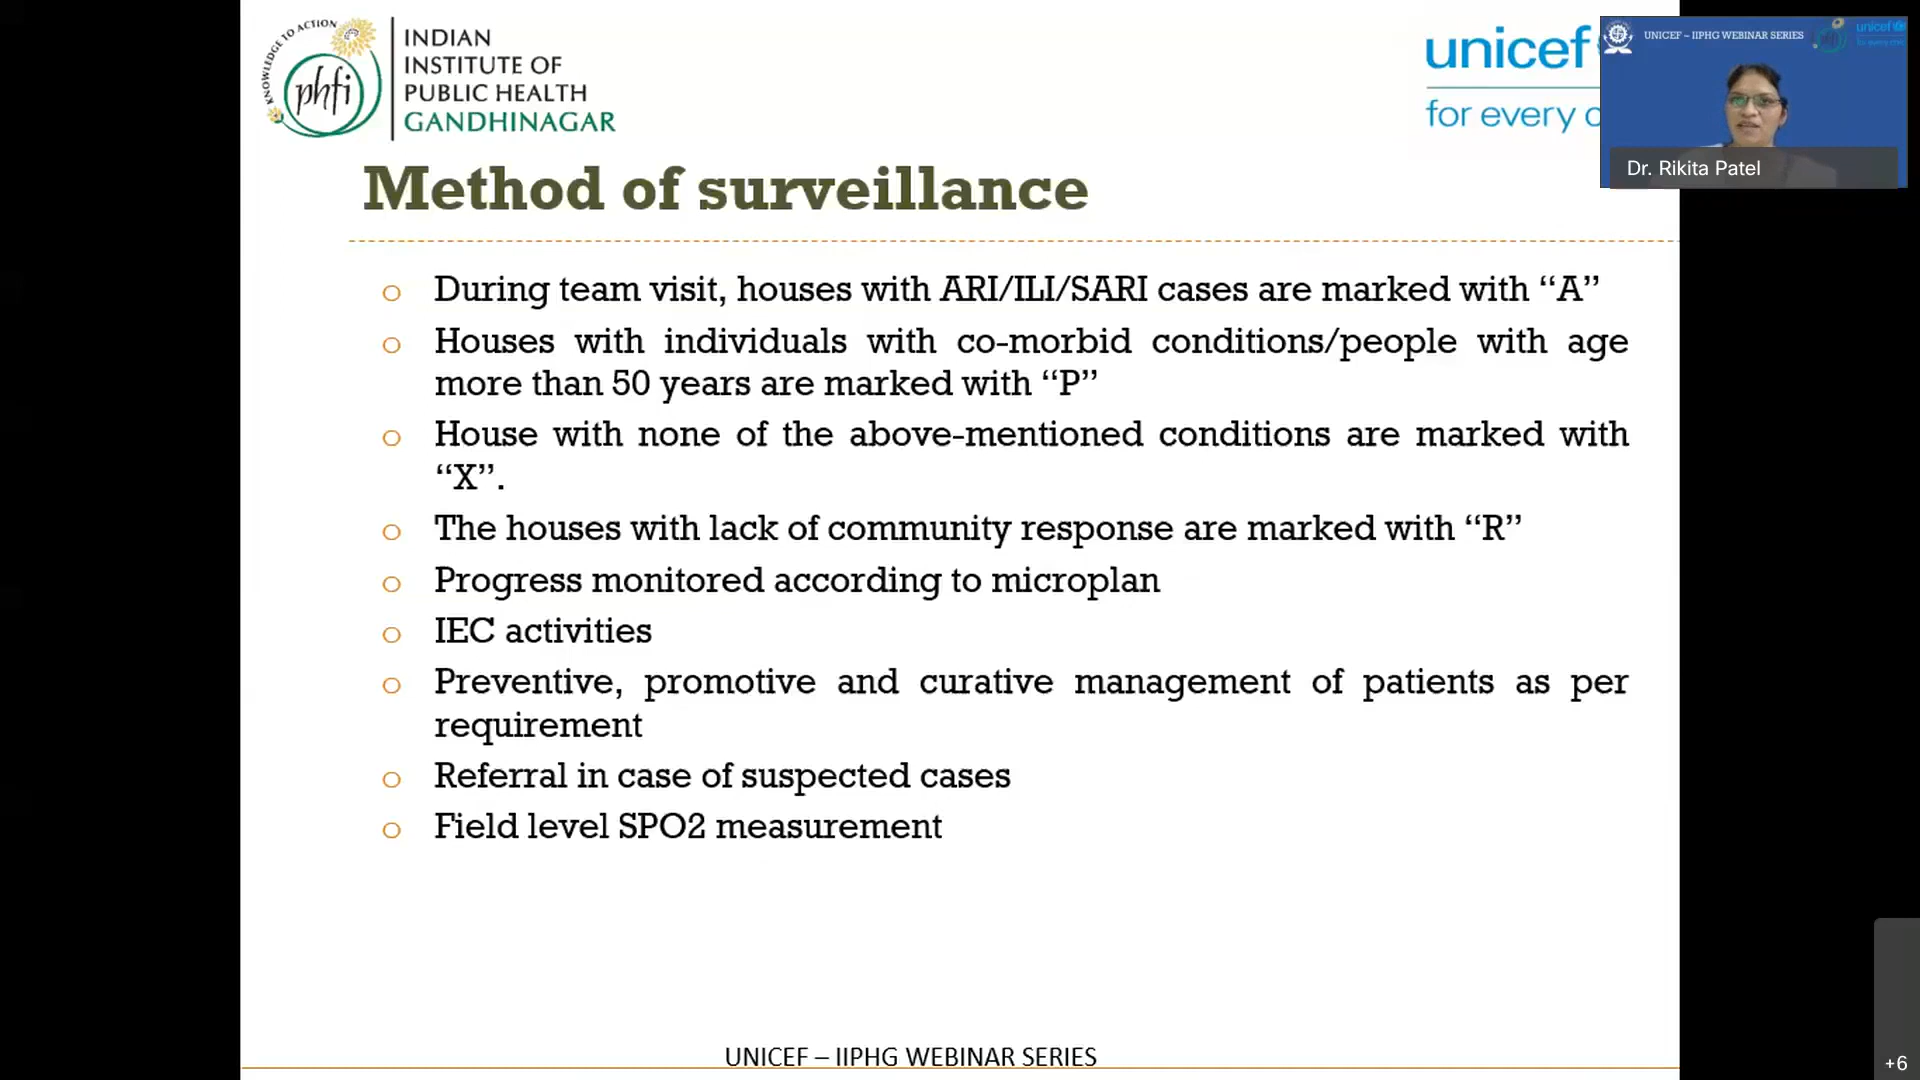 KNOWLEDGE TO ACTION
phfi
INDIAN
INSTITUTE OF
PUBLIC HEALTH
GANDHINAGAR
unicef
for every c
UNICEF – IIPHG WEBINAR SERIES
unicef
Dr. Rikita Patel
Method of surveillance
o During team visit, houses with ARI/ILI/SARI cases are marked with “A”
o Houses with individuals with co-morbid conditions/people with age
more than 50 years are marked with “P”
o House with none of the above-mentioned conditions are marked with
“X”.
o The houses with lack of community response are marked with “R”
o Progress monitored according to microplan
o IEC activities
o Preventive, promotive and curative management of patients as per
requirement
o Referral in case of suspected cases
o Field level SPO2 measurement
UNICEF – IIPHG WEBINAR SERIES
+6